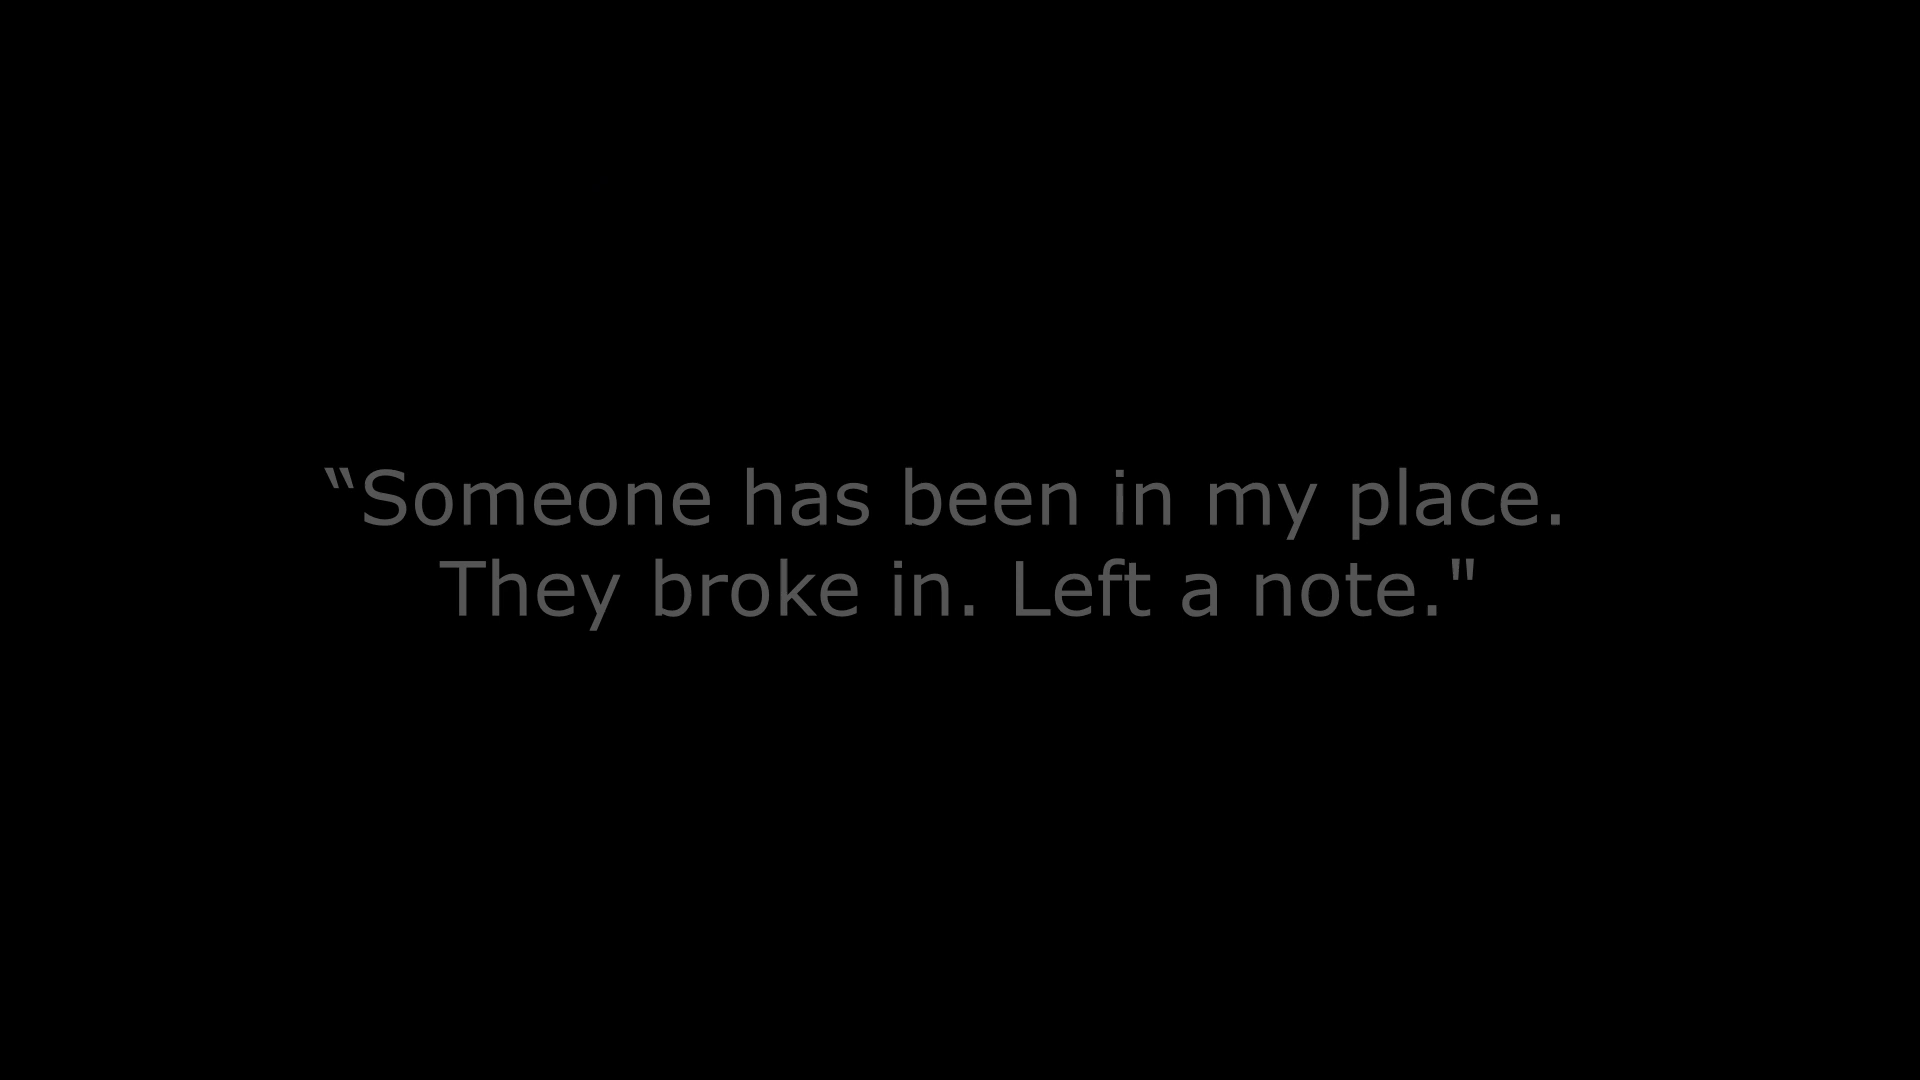 “Someone has been in my place.
They broke in. Left a note."